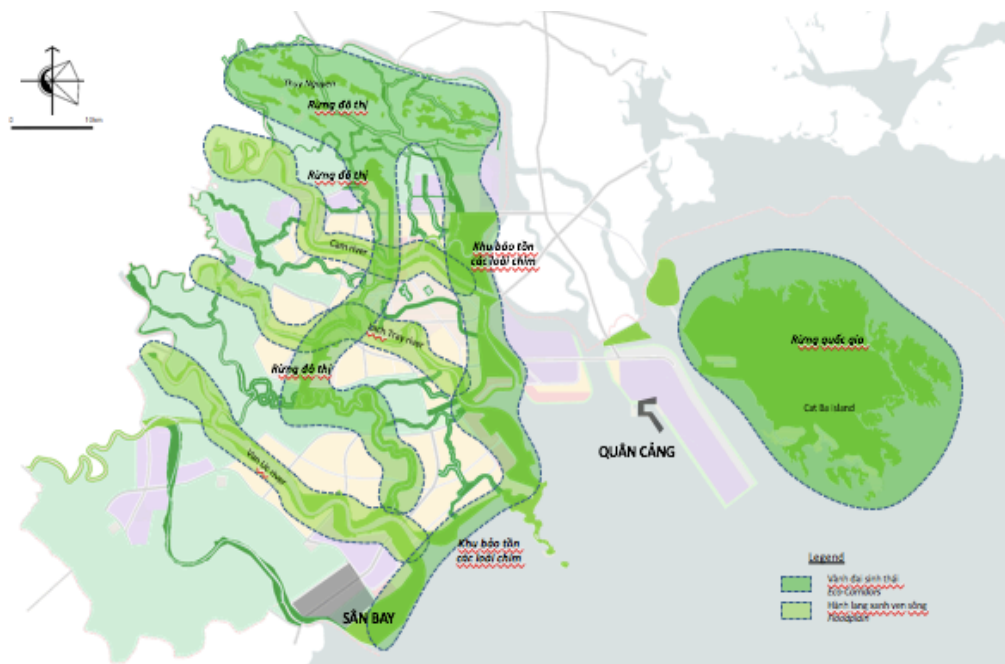 0
10km
Thuy Nguyen
Rừng đô thị
Rừng đô thị
Cam river
Khu bảo tồn
các loài chim
Lach Tray river
Rừng đô thị
Rừng quốc gia
Cat Ba Island
QUÂN CẢNG
Van Uc river
Khu bảo tồn
các loài chim
SÂN BAY
Legend
Vành đai sinh thái
Eco-Corridors
Hành lang xanh ven sông
Floodplain